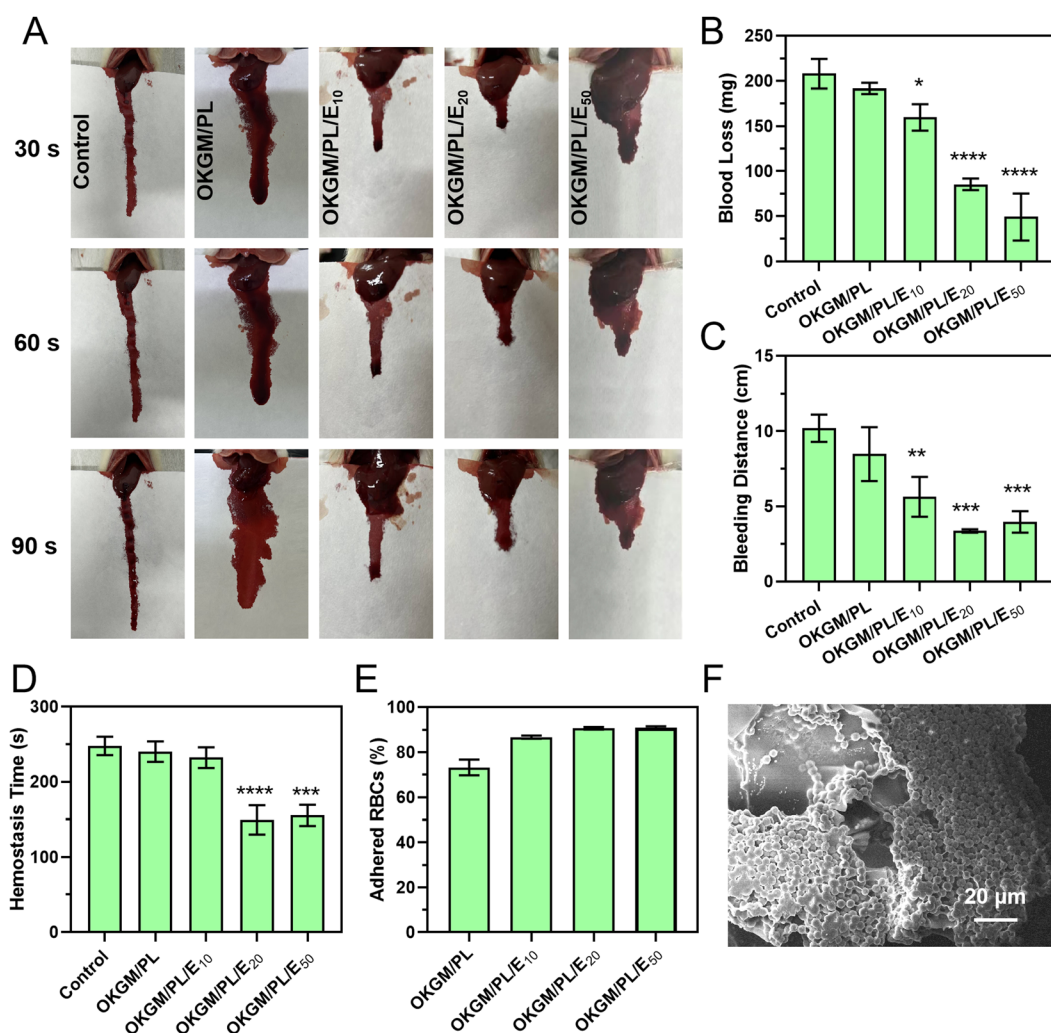 A
Control
OKGM/PL
OKGM/PL/E₁₀
OKGM/PL/E₂₀
OKGM/PL/E₅₀
30 s
60 s
90 s
B
Blood Loss (mg)
250
200
150
100
50
0
*
****
****
Control
OKGM/PL
OKGM/PL/E₁₀
OKGM/PL/E₂₀
OKGM/PL/E₅₀
C
Bleeding Distance (cm)
15
10
5
0
**
***
***
Control
OKGM/PL
OKGM/PL/E₁₀
OKGM/PL/E₂₀
OKGM/PL/E₅₀
D
Hemostasis Time (s)
300
200
100
0
****
***
Control
OKGM/PL
OKGM/PL/E₁₀
OKGM/PL/E₂₀
OKGM/PL/E₅₀
E
Adhered RBCs (%)
100
80
60
40
20
0
OKGM/PL
OKGM/PL/E₁₀
OKGM/PL/E₂₀
OKGM/PL/E₅₀
F
20 μm